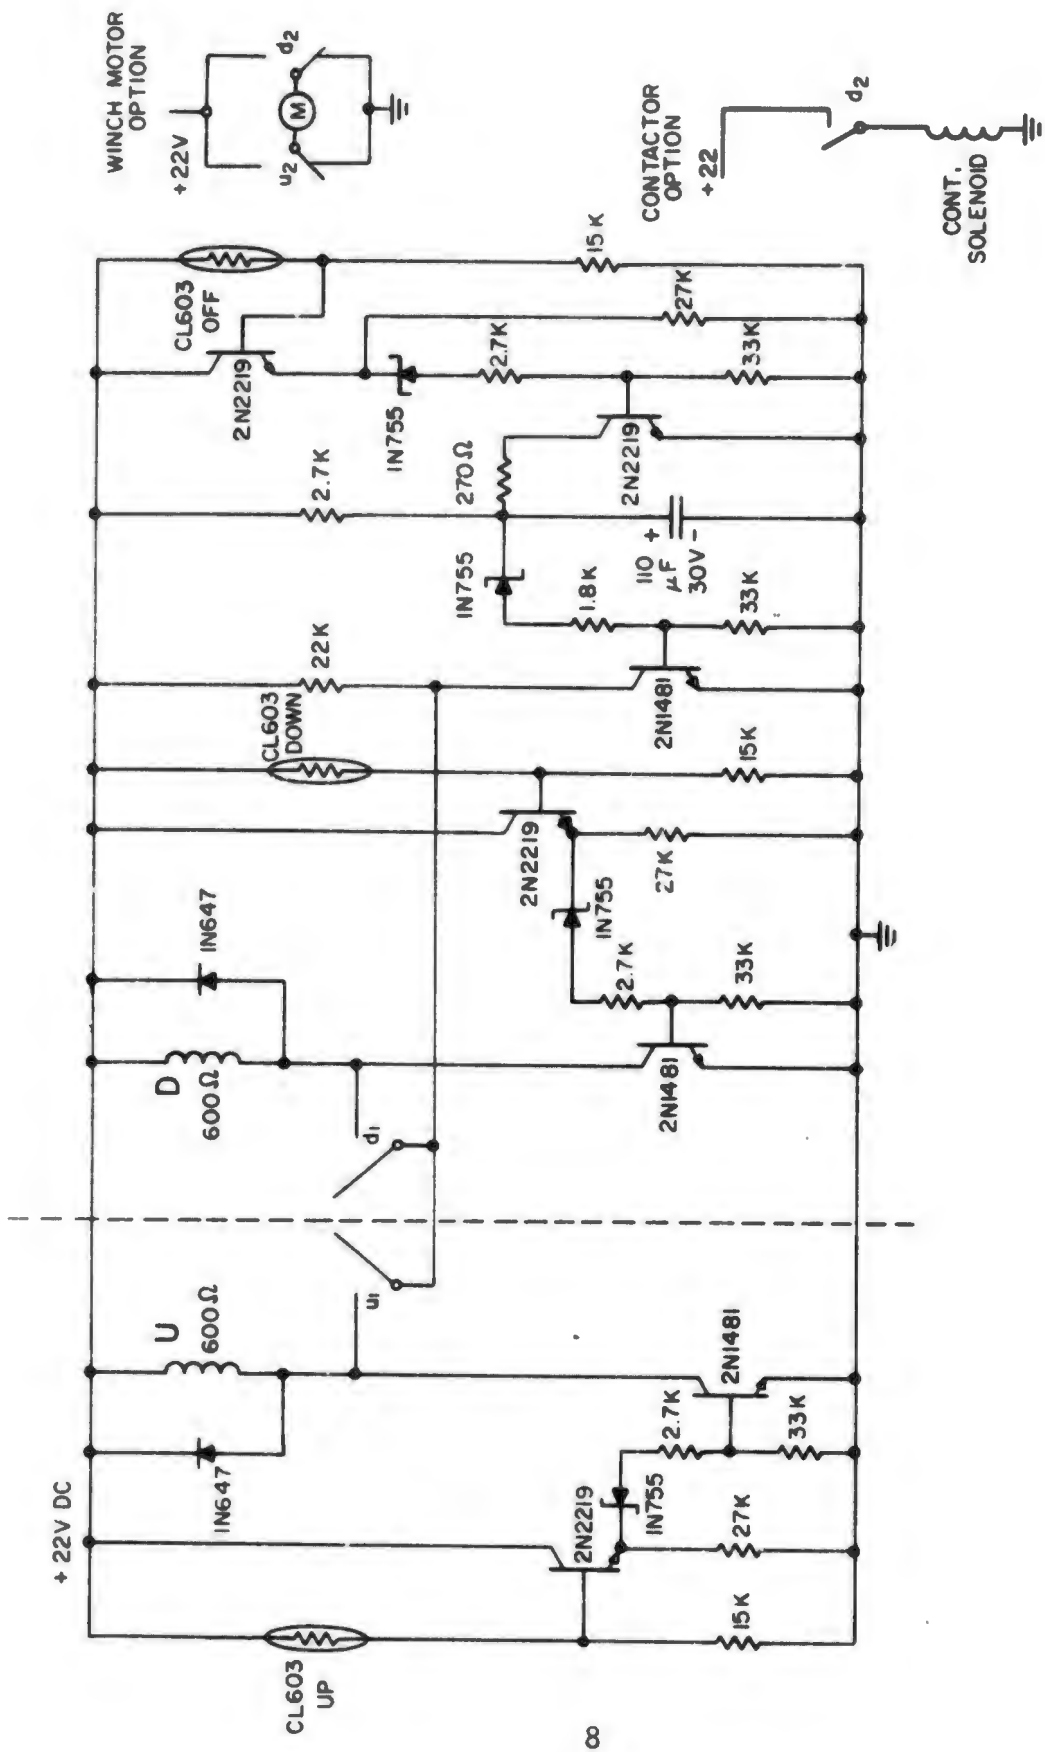 +22V DC
CL603
UP
15K
2N2219
27K
1N755
2.7K
33K
2N1481
1N647
U
600Ω
u1
d1
D
600Ω
1N647
2N1481
2.7K
33K
1N755
2N2219
27K
CL603
DOWN
15K
22K
2N1481
1.8K
33K
1N755
2.7K
270Ω
110 +
μF
30V -
2N2219
33K
2.7K
1N755
27K
2N2219
CL603
OFF
15K
WINCH MOTOR
OPTION
+22V
u2
M
d2
CONTACTOR
OPTION
+22
d2
CONT.
SOLENOID
8